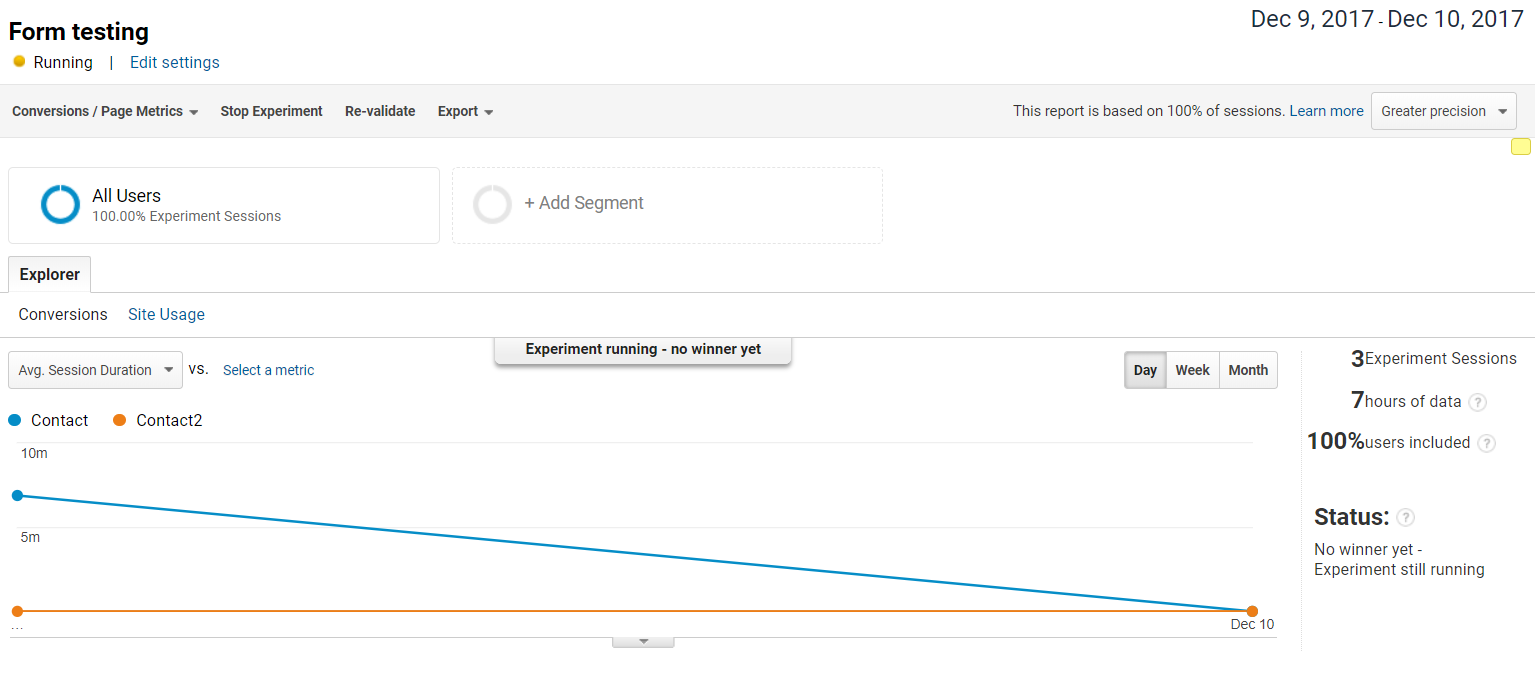 Form testing
Dec 9, 2017 - Dec 10, 2017
Running | Edit settings
Conversions / Page Metrics Stop Experiment Re-validate Export
This report is based on 100% of sessions. Learn more Greater precision
All Users
100.00% Experiment Sessions
+ Add Segment
Explorer
Conversions Site Usage
Experiment running - no winner yet
Avg. Session Duration vs. Select a metric
Day Week Month
Contact Contact2
10m
5m
...
Dec 10
3 Experiment Sessions
7 hours of data ?
100% users included ?
Status: ?
No winner yet -
Experiment still running